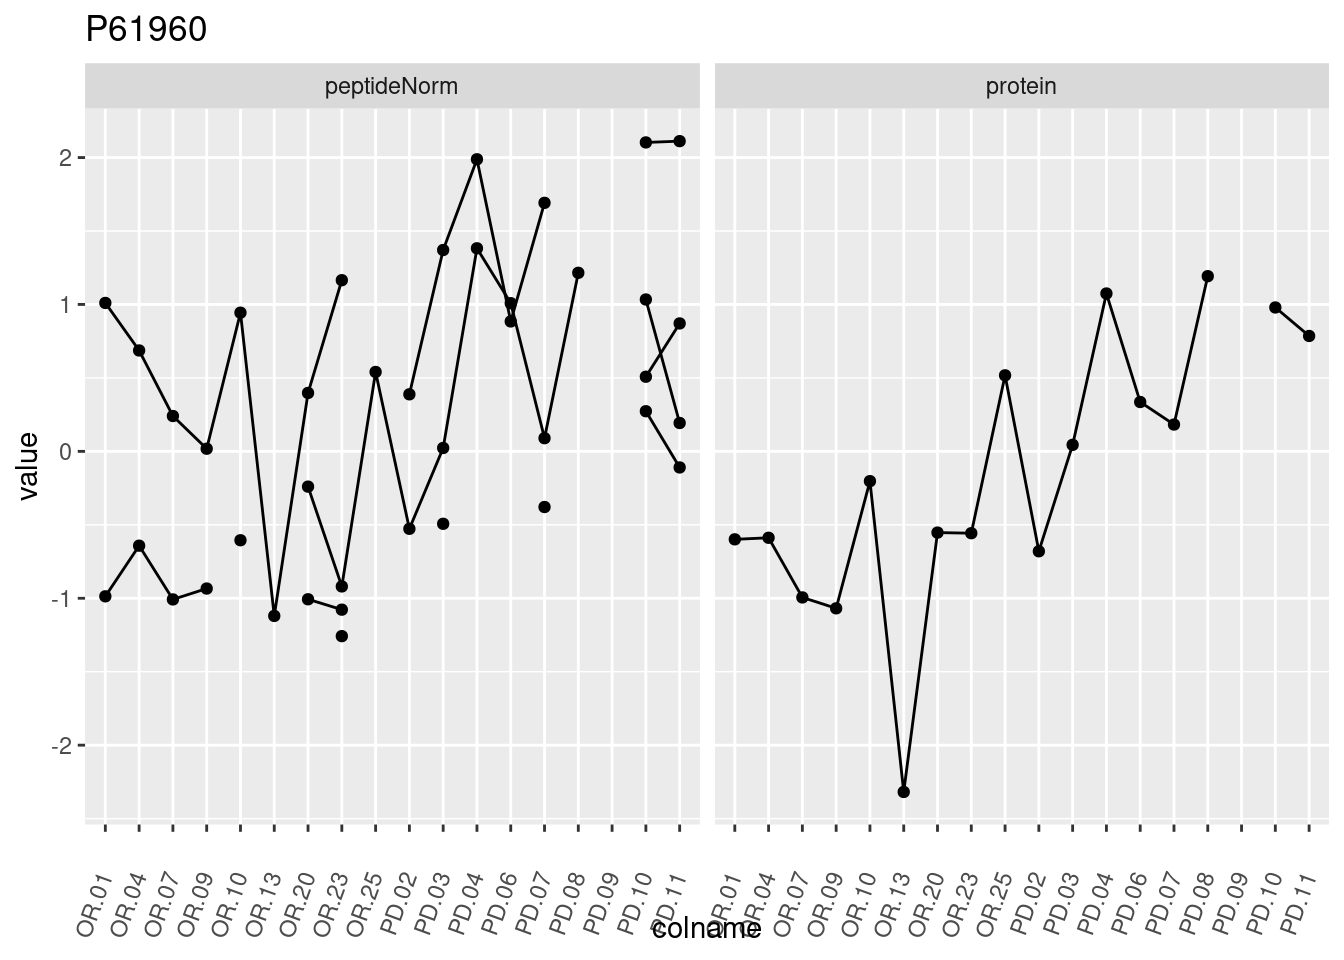 P61960
peptideNorm
protein
value
2
1
0
-1
-2
OR.01
OR.04
OR.07
OR.09
OR.10
OR.13
OR.20
OR.23
OR.25
PD.02
PD.03
PD.04
PD.06
PD.07
PD.08
PD.09
PD.10
PD.11
OR.01
OR.04
OR.07
OR.09
OR.10
OR.13
OR.20
OR.23
OR.25
PD.02
PD.03
PD.04
PD.06
PD.07
PD.08
PD.09
PD.10
PD.11
colname